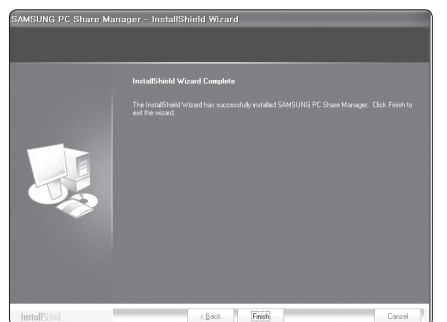 SAMSUNG PC Share Manager - InstallShield Wizard
InstallShield Wizard Complete
The InstallShield Wizard has successfully installed SAMSUNG PC Share Manager. Click Finish to
exit the wizard.
InstallShield
< Back
Finish
Cancel